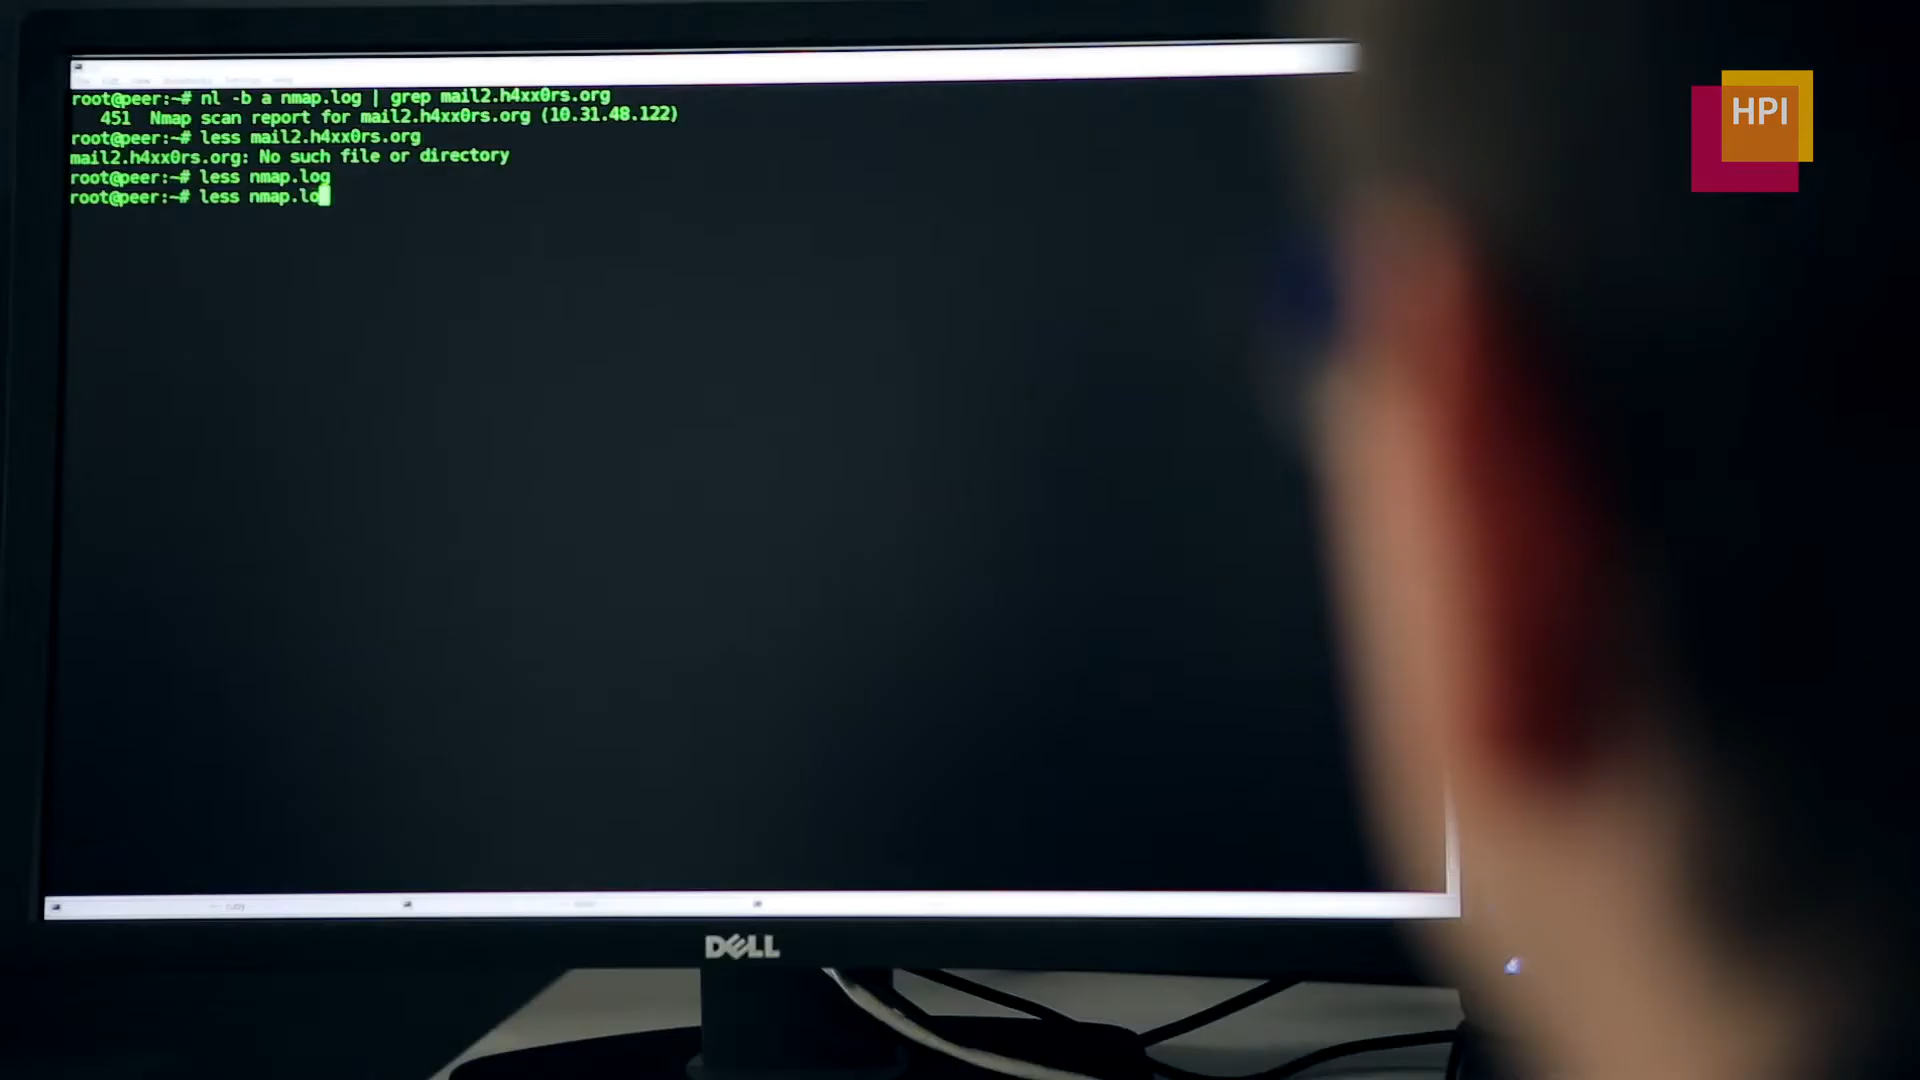 root@peer:~# nl -b a nmap.log | grep mail2.h4xx0rs.org
451 Nmap scan report for mail2.h4xx0rs.org (10.31.48.122)
root@peer:~# less mail2.h4xx0rs.org
mail2.h4xx0rs.org: No such file or directory
root@peer:~# less nmap.log
root@peer:~# less nmap.lo
HPI
DELL